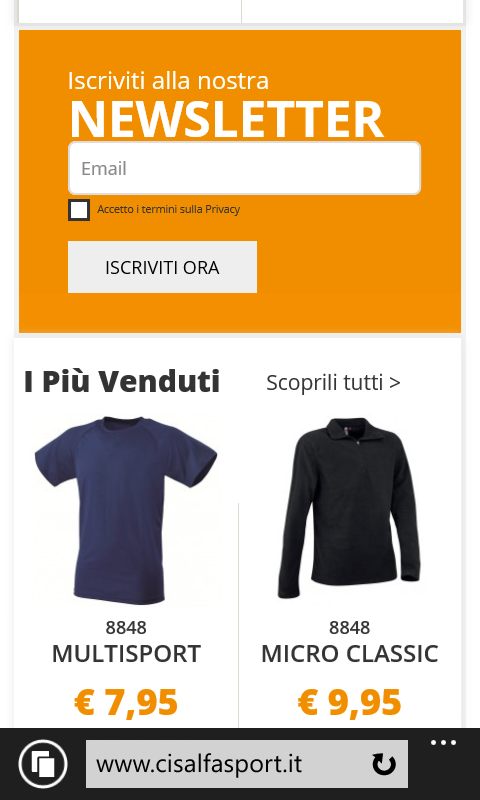 Iscriviti alla nostra
NEWSLETTER
Email
Accetto i termini sulla Privacy
ISCRIVITI ORA
I Più Venduti
Scoprili tutti >
8848
MULTISPORT
€ 7,95
8848
MICRO CLASSIC
€ 9,95
www.cisalfasport.it